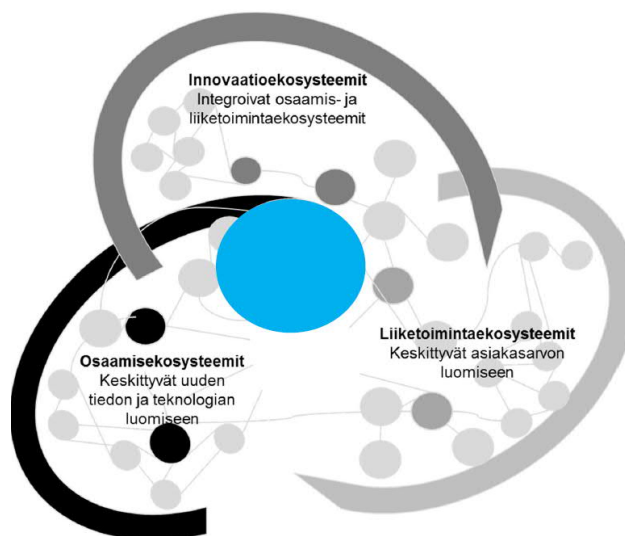 Innovaatioekosysteemit
Integroivat osaamis- ja
liiketoimintaekosysteemit
Liiketoimintaekosysteemit
Keskittyvät asiakasarvon
luomiseen
Osaamisekosysteemit
Keskittyvät uuden
tiedon ja teknologian
luomiseen